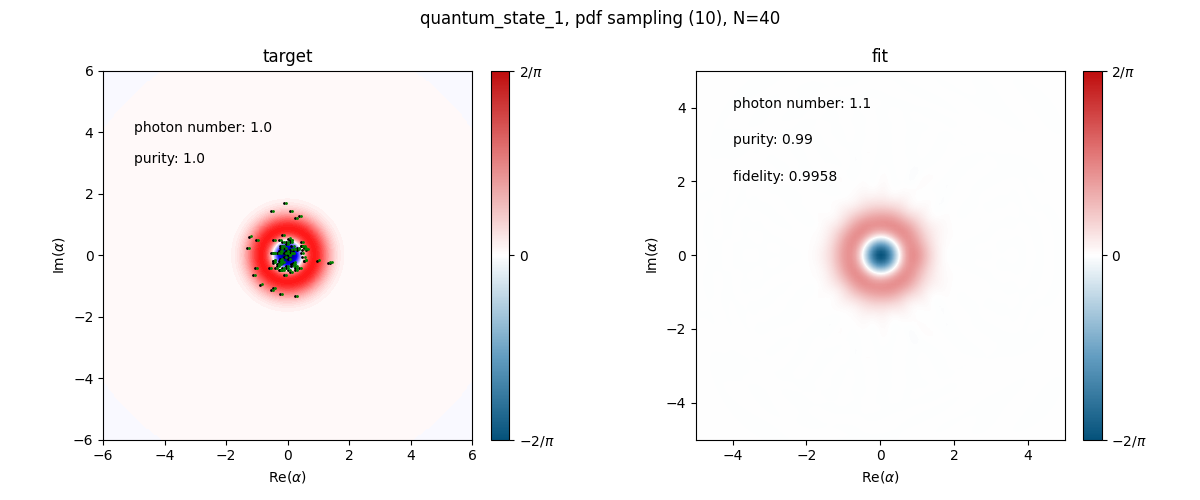 quantum_state_1, pdf sampling (10), N=40
target
photon number: 1.0
purity: 1.0
6
4
2
0
−2
−4
−6
−6 −4 −2 0 2 4 6
Im(α)
Re(α)
2/π
0
−2/π
fit
photon number: 1.1
purity: 0.99
fidelity: 0.9958
4
2
0
−2
−4
−4 −2 0 2 4
Im(α)
Re(α)
2/π
0
−2/π